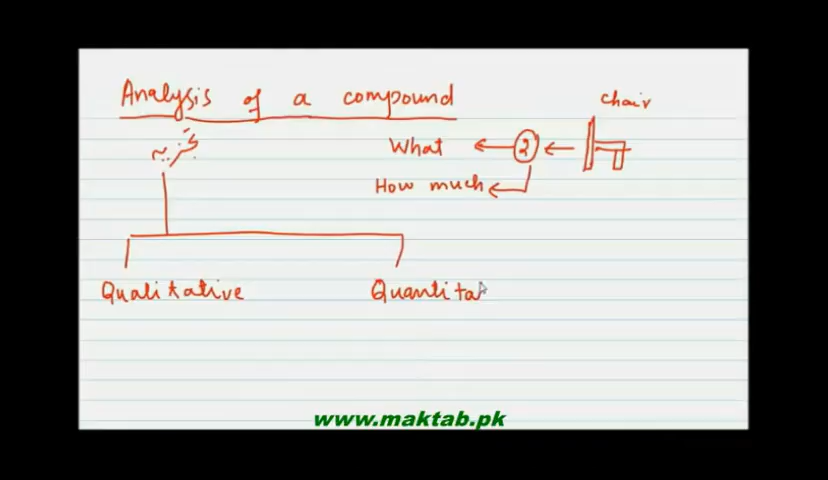 Analysis of a compound
chair
تجزیہ
What
2
How much
Qualitative
Quantita
www.maktab.pk